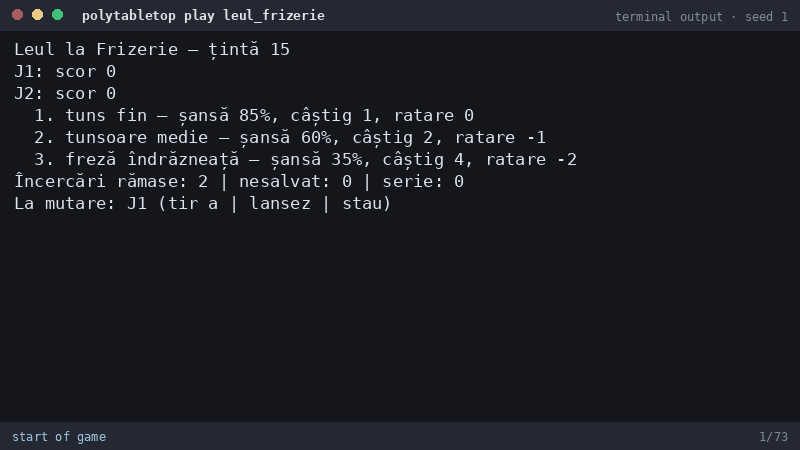 polytabletop play leul_frizerie
terminal output · seed 1
Leul la Frizerie — țintă 15
J1: scor 0
J2: scor 0
1. tuns fin — șansă 85%, câștig 1, ratare 0
2. tunsoare medie — șansă 60%, câștig 2, ratare -1
3. freză îndrăzneață — șansă 35%, câștig 4, ratare -2
Încercări rămase: 2 | nesalvat: 0 | serie: 0
La mutare: J1 (tir a | lansez | stau)
start of game
1/73